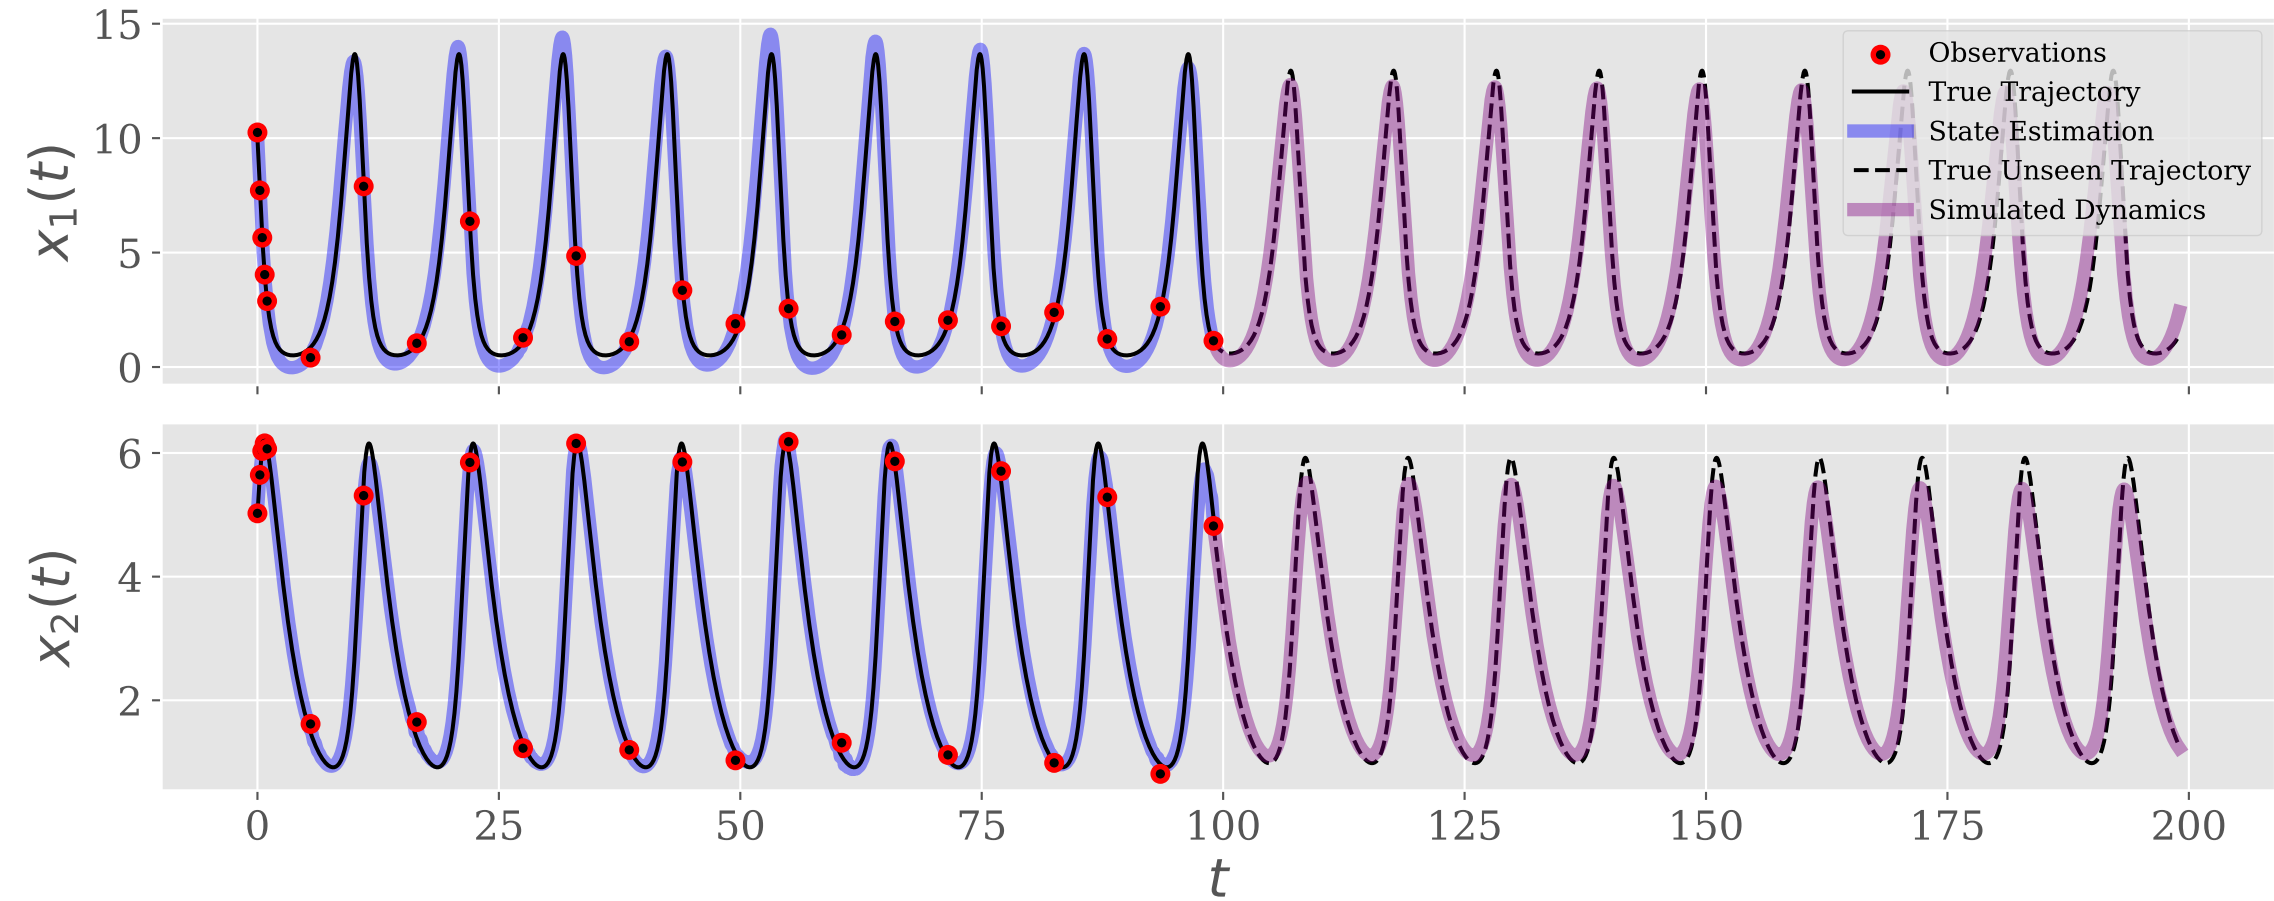 15
10
5
0
x₁(t)
Observations
True Trajectory
State Estimation
True Unseen Trajectory
Simulated Dynamics
6
4
2
x₂(t)
0 25 50 75 100 125 150 175 200
t